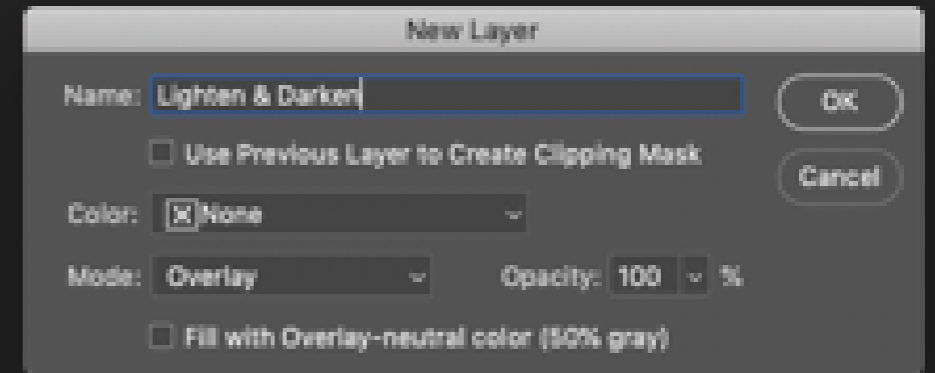 New Layer
Name: Lighten & Darken
OK
Use Previous Layer to Create Clipping Mask
Cancel
Color: None
Mode: Overlay Opacity: 100 %
Fill with Overlay-neutral color (50% gray)